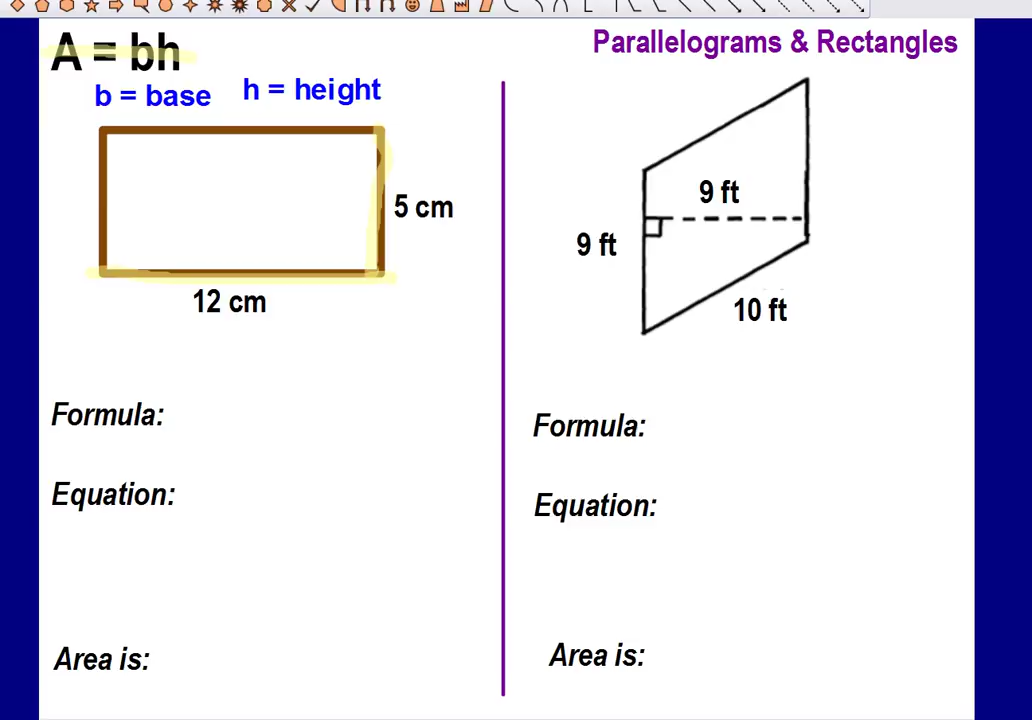 A = bh
Parallelograms & Rectangles
b = base
h = height
5 cm
12 cm
9 ft
9 ft
10 ft
Formula:
Equation:
Area is:
Formula:
Equation:
Area is: